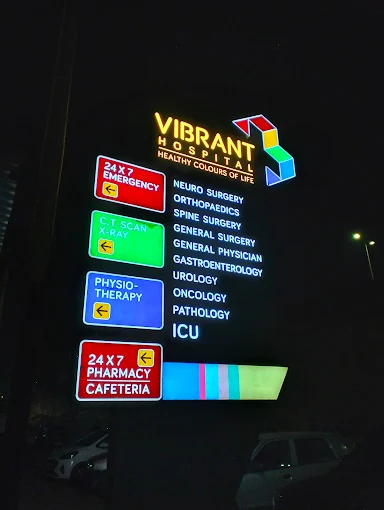 VIBRANT
HOSPITAL
HEALTHY COLOURS OF LIFE
24 X 7
EMERGENCY
C.T SCAN
X-RAY
PHYSIO-
THERAPY
24 X 7
PHARMACY
CAFETERIA
NEURO SURGERY
ORTHOPAEDICS
SPINE SURGERY
GENERAL SURGERY
GENERAL PHYSICIAN
GASTROENTEROLOGY
UROLOGY
ONCOLOGY
PATHOLOGY
ICU